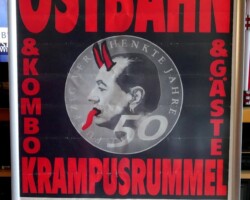 OSTBAHN
& KOMBO
& GÄSTE
50
KRAMPUSRUMMEL